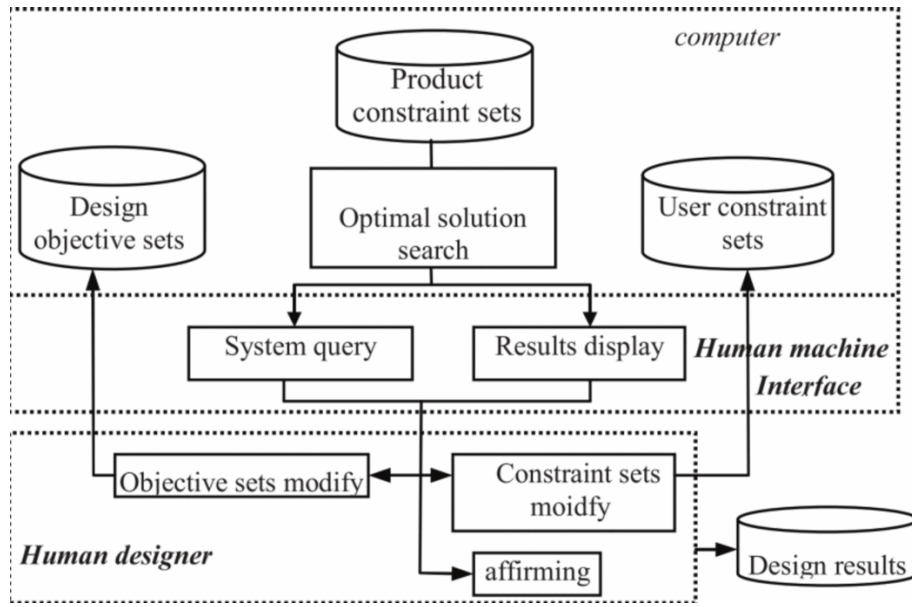 computer
Product
constraint sets
Design
objective sets
Optimal solution
search
User constraint
sets
System query
Results display
Human machine
Interface
Objective sets modify
Constraint sets
moidfy
Human designer
affirming
Design results